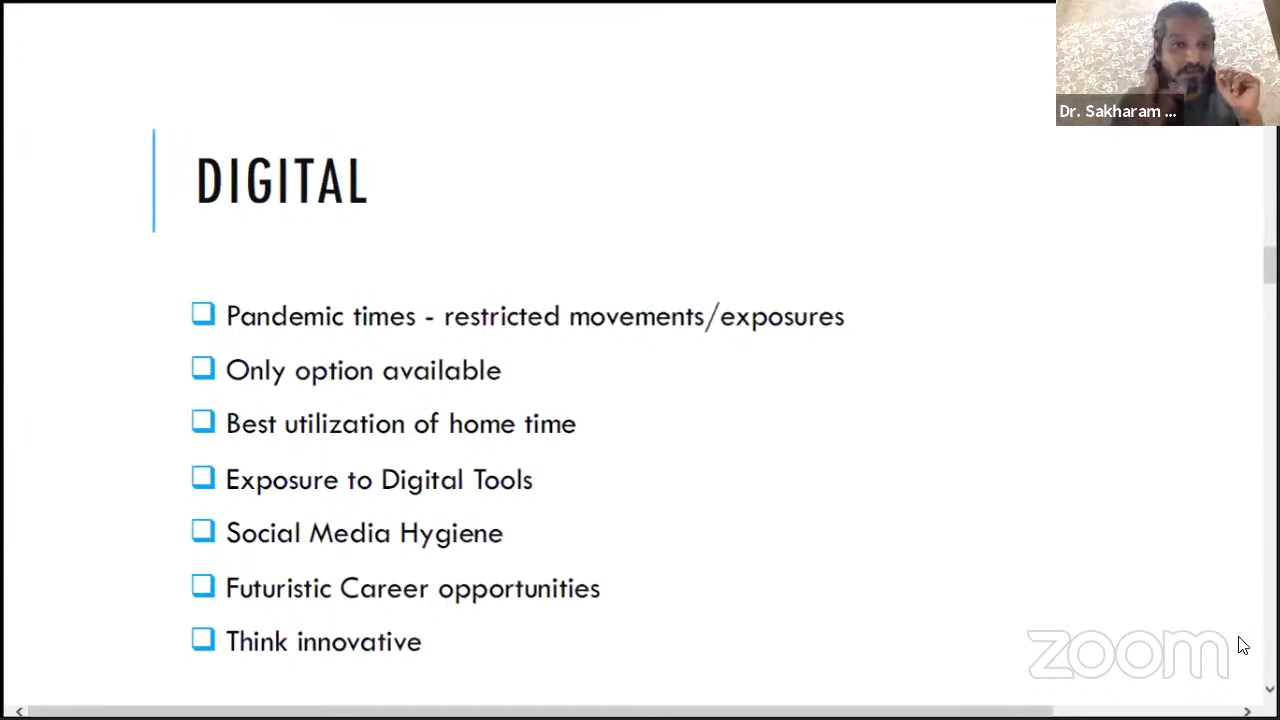 Dr. Sakharam ...
DIGITAL
Pandemic times - restricted movements/exposures
Only option available
Best utilization of home time
Exposure to Digital Tools
Social Media Hygiene
Futuristic Career opportunities
Think innovative
zoom